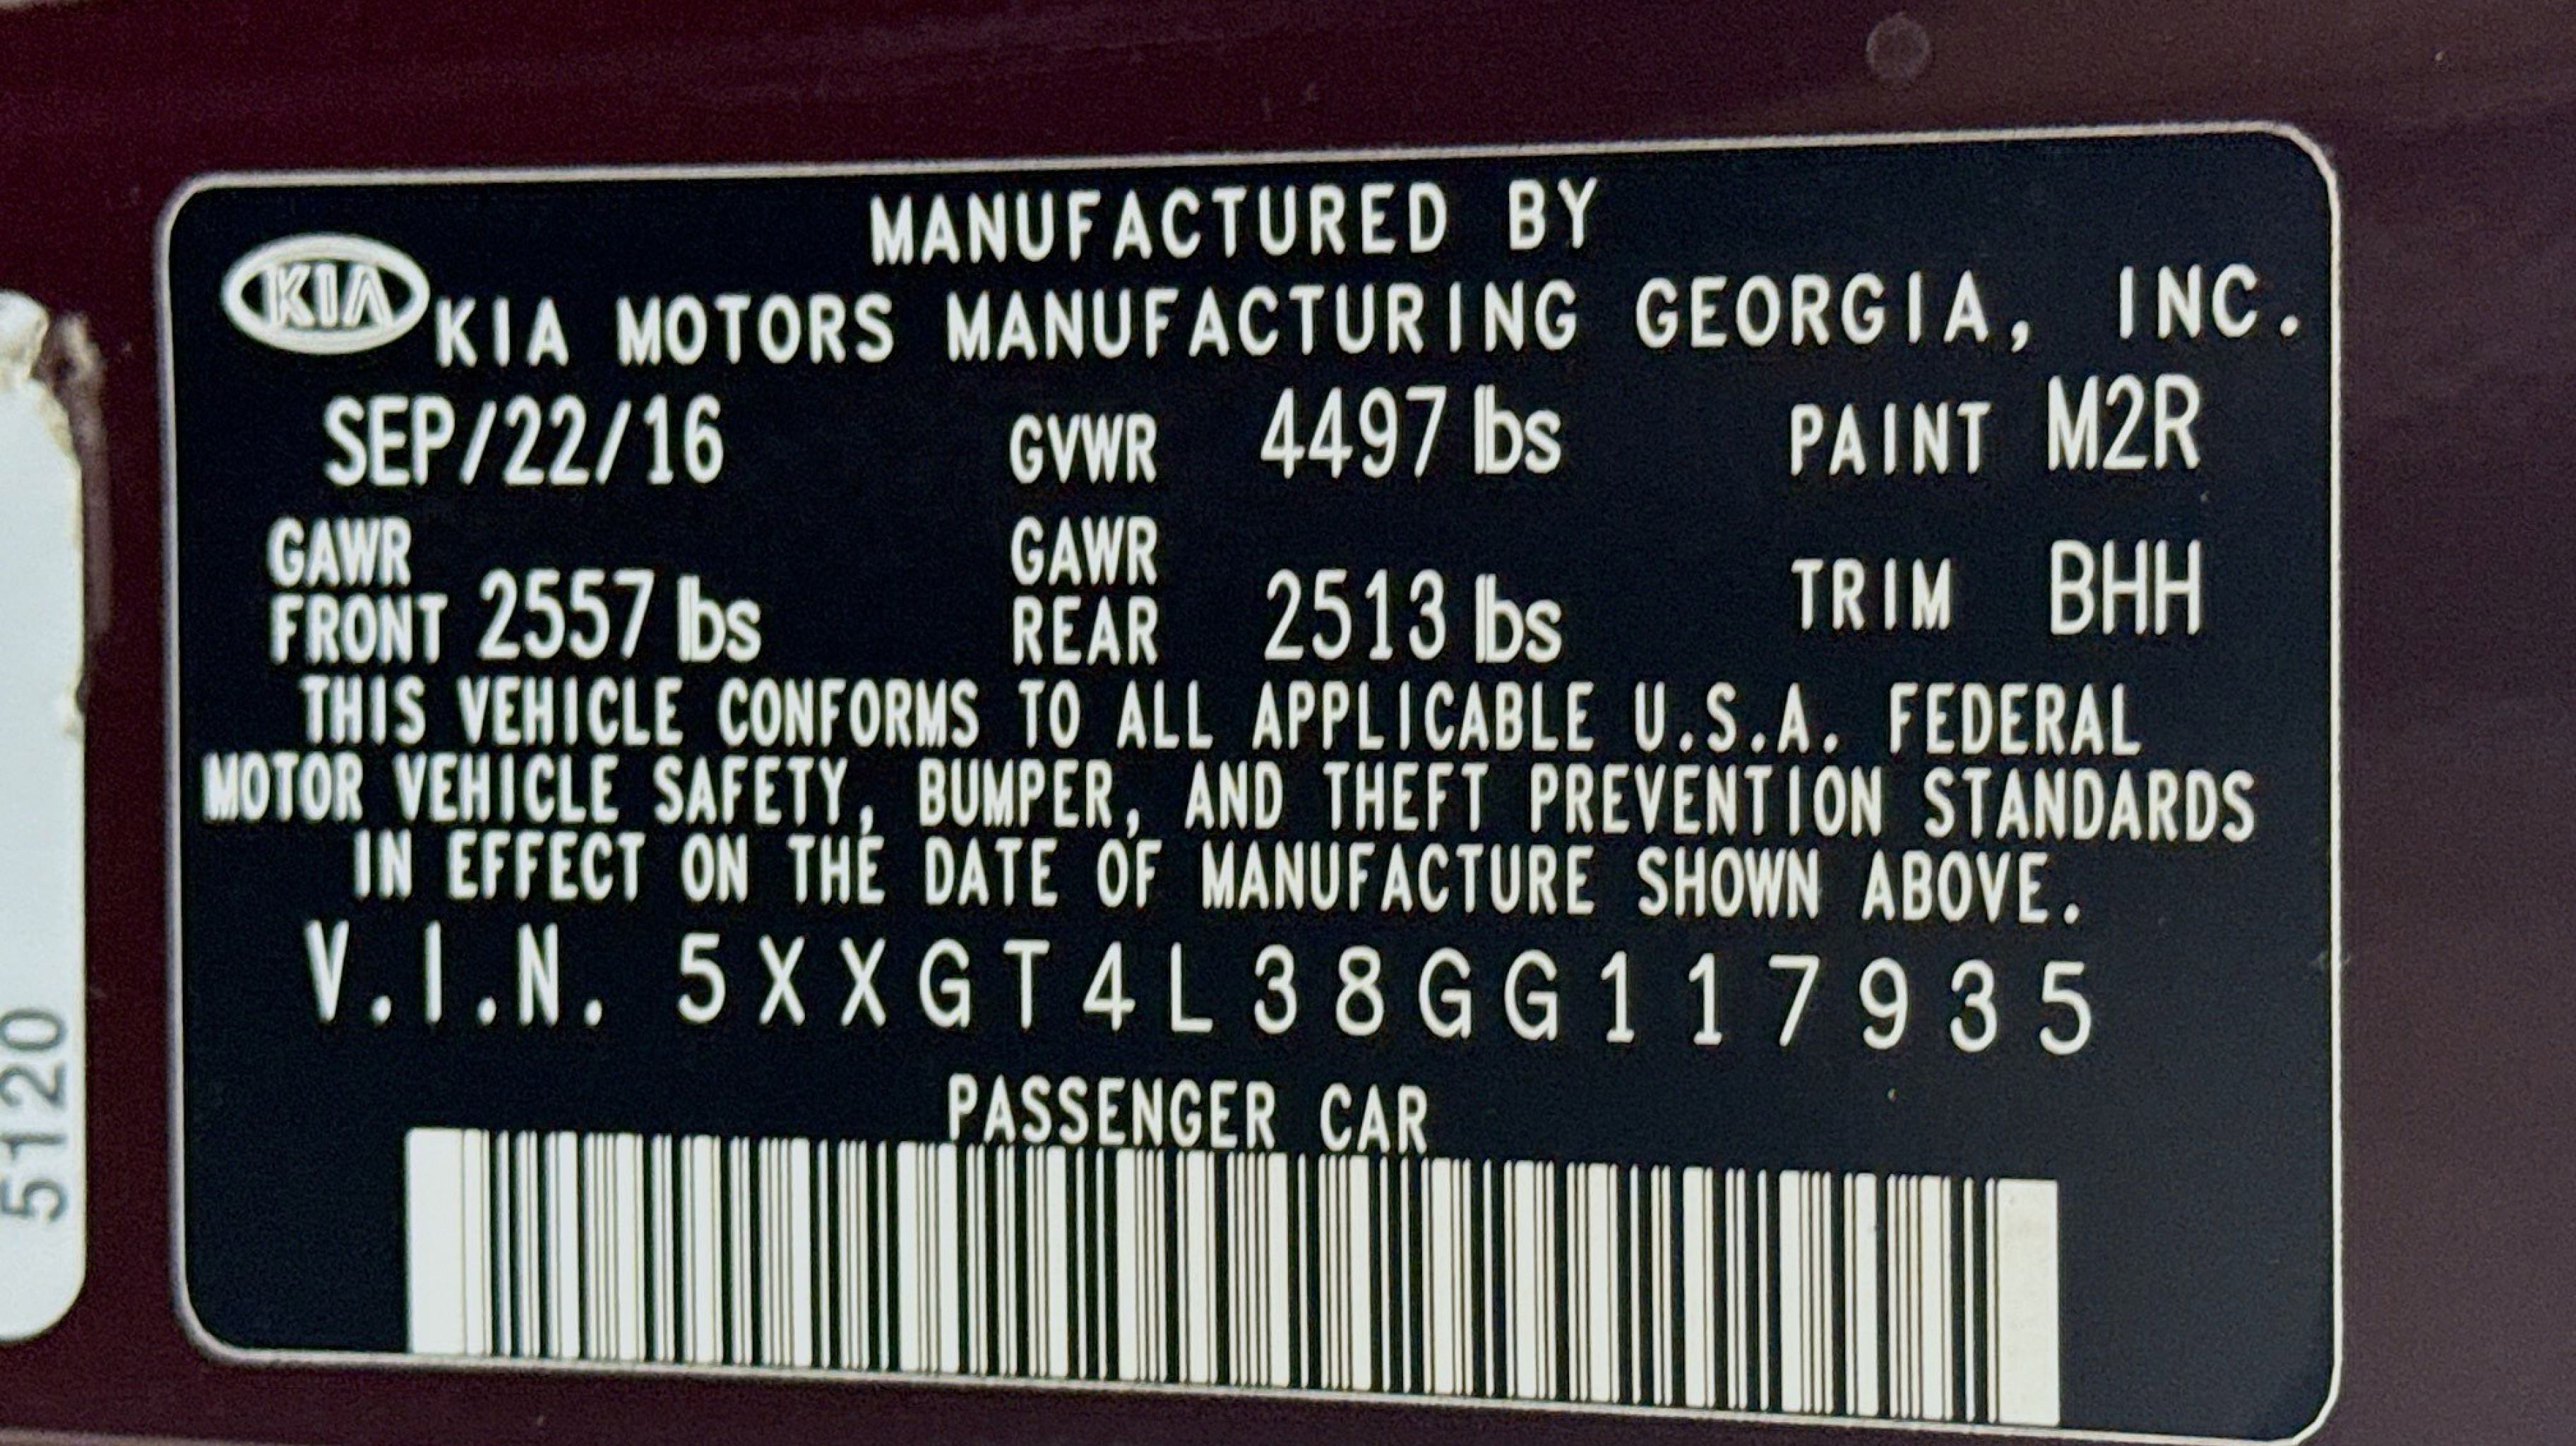 MANUFACTURED BY
KIA KIA MOTORS MANUFACTURING GEORGIA, INC.
SEP/22/16 GVWR 4497 lbs PAINT M2R
GAWR FRONT 2557 lbs GAWR REAR 2513 lbs TRIM BHH
THIS VEHICLE CONFORMS TO ALL APPLICABLE U.S.A. FEDERAL
MOTOR VEHICLE SAFETY, BUMPER, AND THEFT PREVENTION STANDARDS
IN EFFECT ON THE DATE OF MANUFACTURE SHOWN ABOVE.
V.I.N. 5XXGT4L38GG117935
PASSENGER CAR
5120